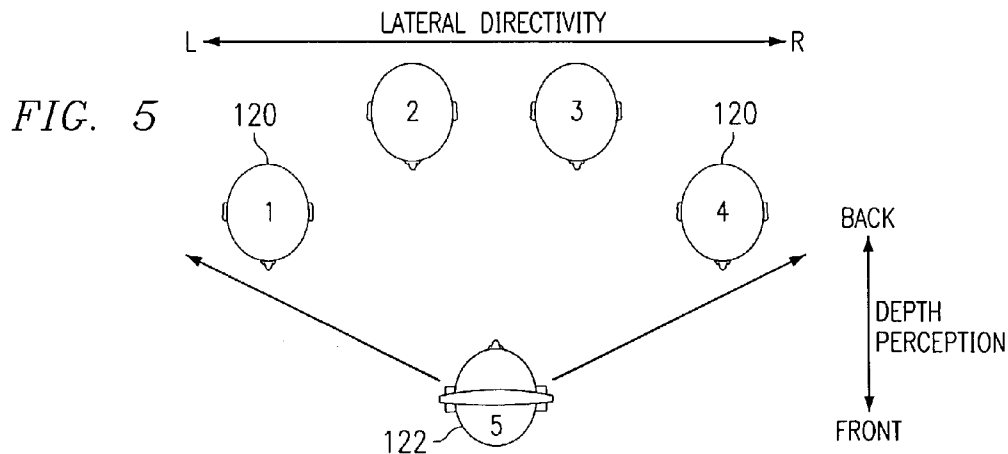 LATERAL DIRECTIVITY
L R
FIG. 5
120 2 3 120
1 4
BACK
DEPTH
PERCEPTION
5
122
FRONT